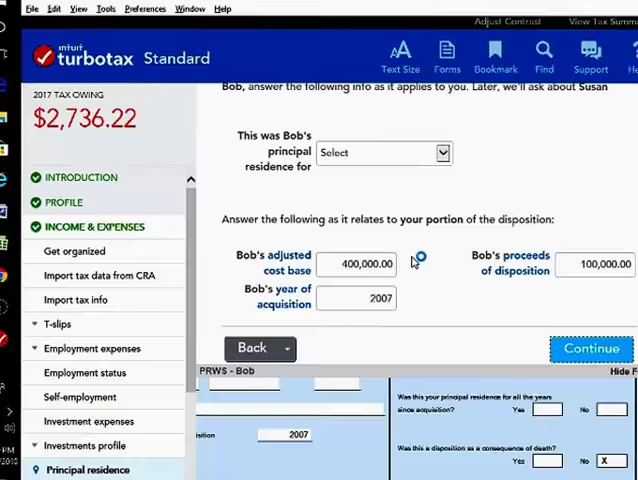 File Edit View Tools Preferences Window Help
Adjust Contrast View Tax Summ
intuit
turbotax Standard
Text Size Forms Bookmark Find Support He
2017 TAX OWING
$2,736.22
INTRODUCTION
PROFILE
INCOME & EXPENSES
Get organized
Import tax data from CRA
Import tax info
T-slips
Employment expenses
Employment status
Self-employment
Investment expenses
Investments profile
Principal residence
Bob, answer the following info as it applies to you. Later, we'll ask about Susan
This was Bob's
principal
residence for
Select
Answer the following as it relates to your portion of the disposition:
Bob's adjusted
cost base
400,000.00
Bob's proceeds
of disposition
100,000.00
Bob's year of
acquisition
2007
Back
Continue
PRWS - Bob
Hide F
Was this your principal residence for all the years
since acquisition? Yes No
isition 2007
Was this a disposition as a consequence of death?
Yes No X
PM
/2018